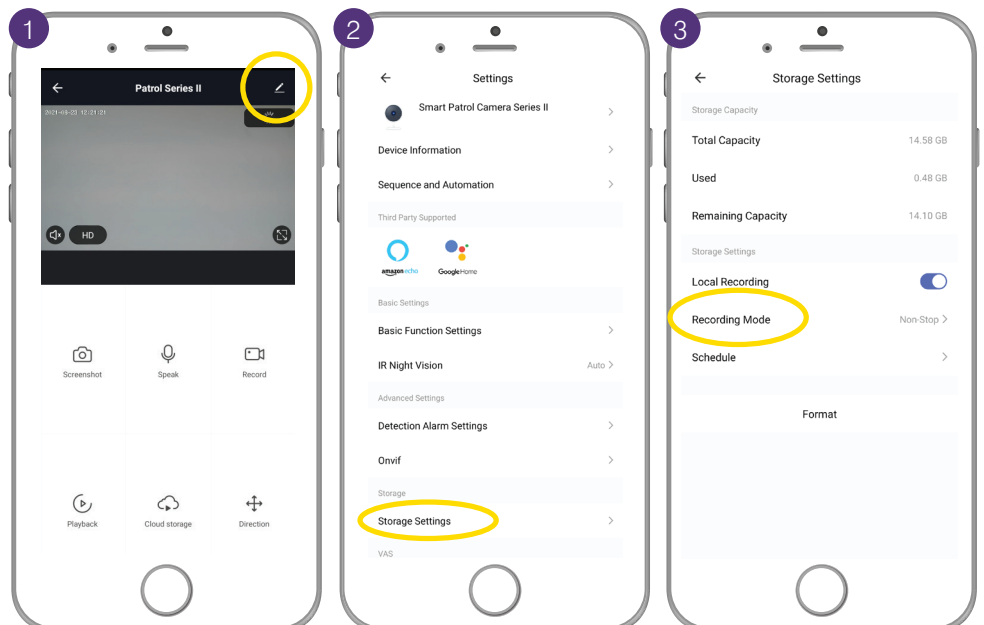 1
Patrol Series II
2021-08-23 12:21:21
HD
Screenshot
Speak
Record
Playback
Cloud storage
Direction
2
Settings
Smart Patrol Camera Series II
Device Information
Sequence and Automation
Third Party Supported
amazon echo
Google Home
Basic Settings
Basic Function Settings
IR Night Vision Auto
Advanced Settings
Detection Alarm Settings
Onvif
Storage
Storage Settings
VAS
3
Storage Settings
Storage Capacity
Total Capacity 14.58 GB
Used 0.48 GB
Remaining Capacity 14.10 GB
Storage Settings
Local Recording
Recording Mode Non-Stop
Schedule
Format